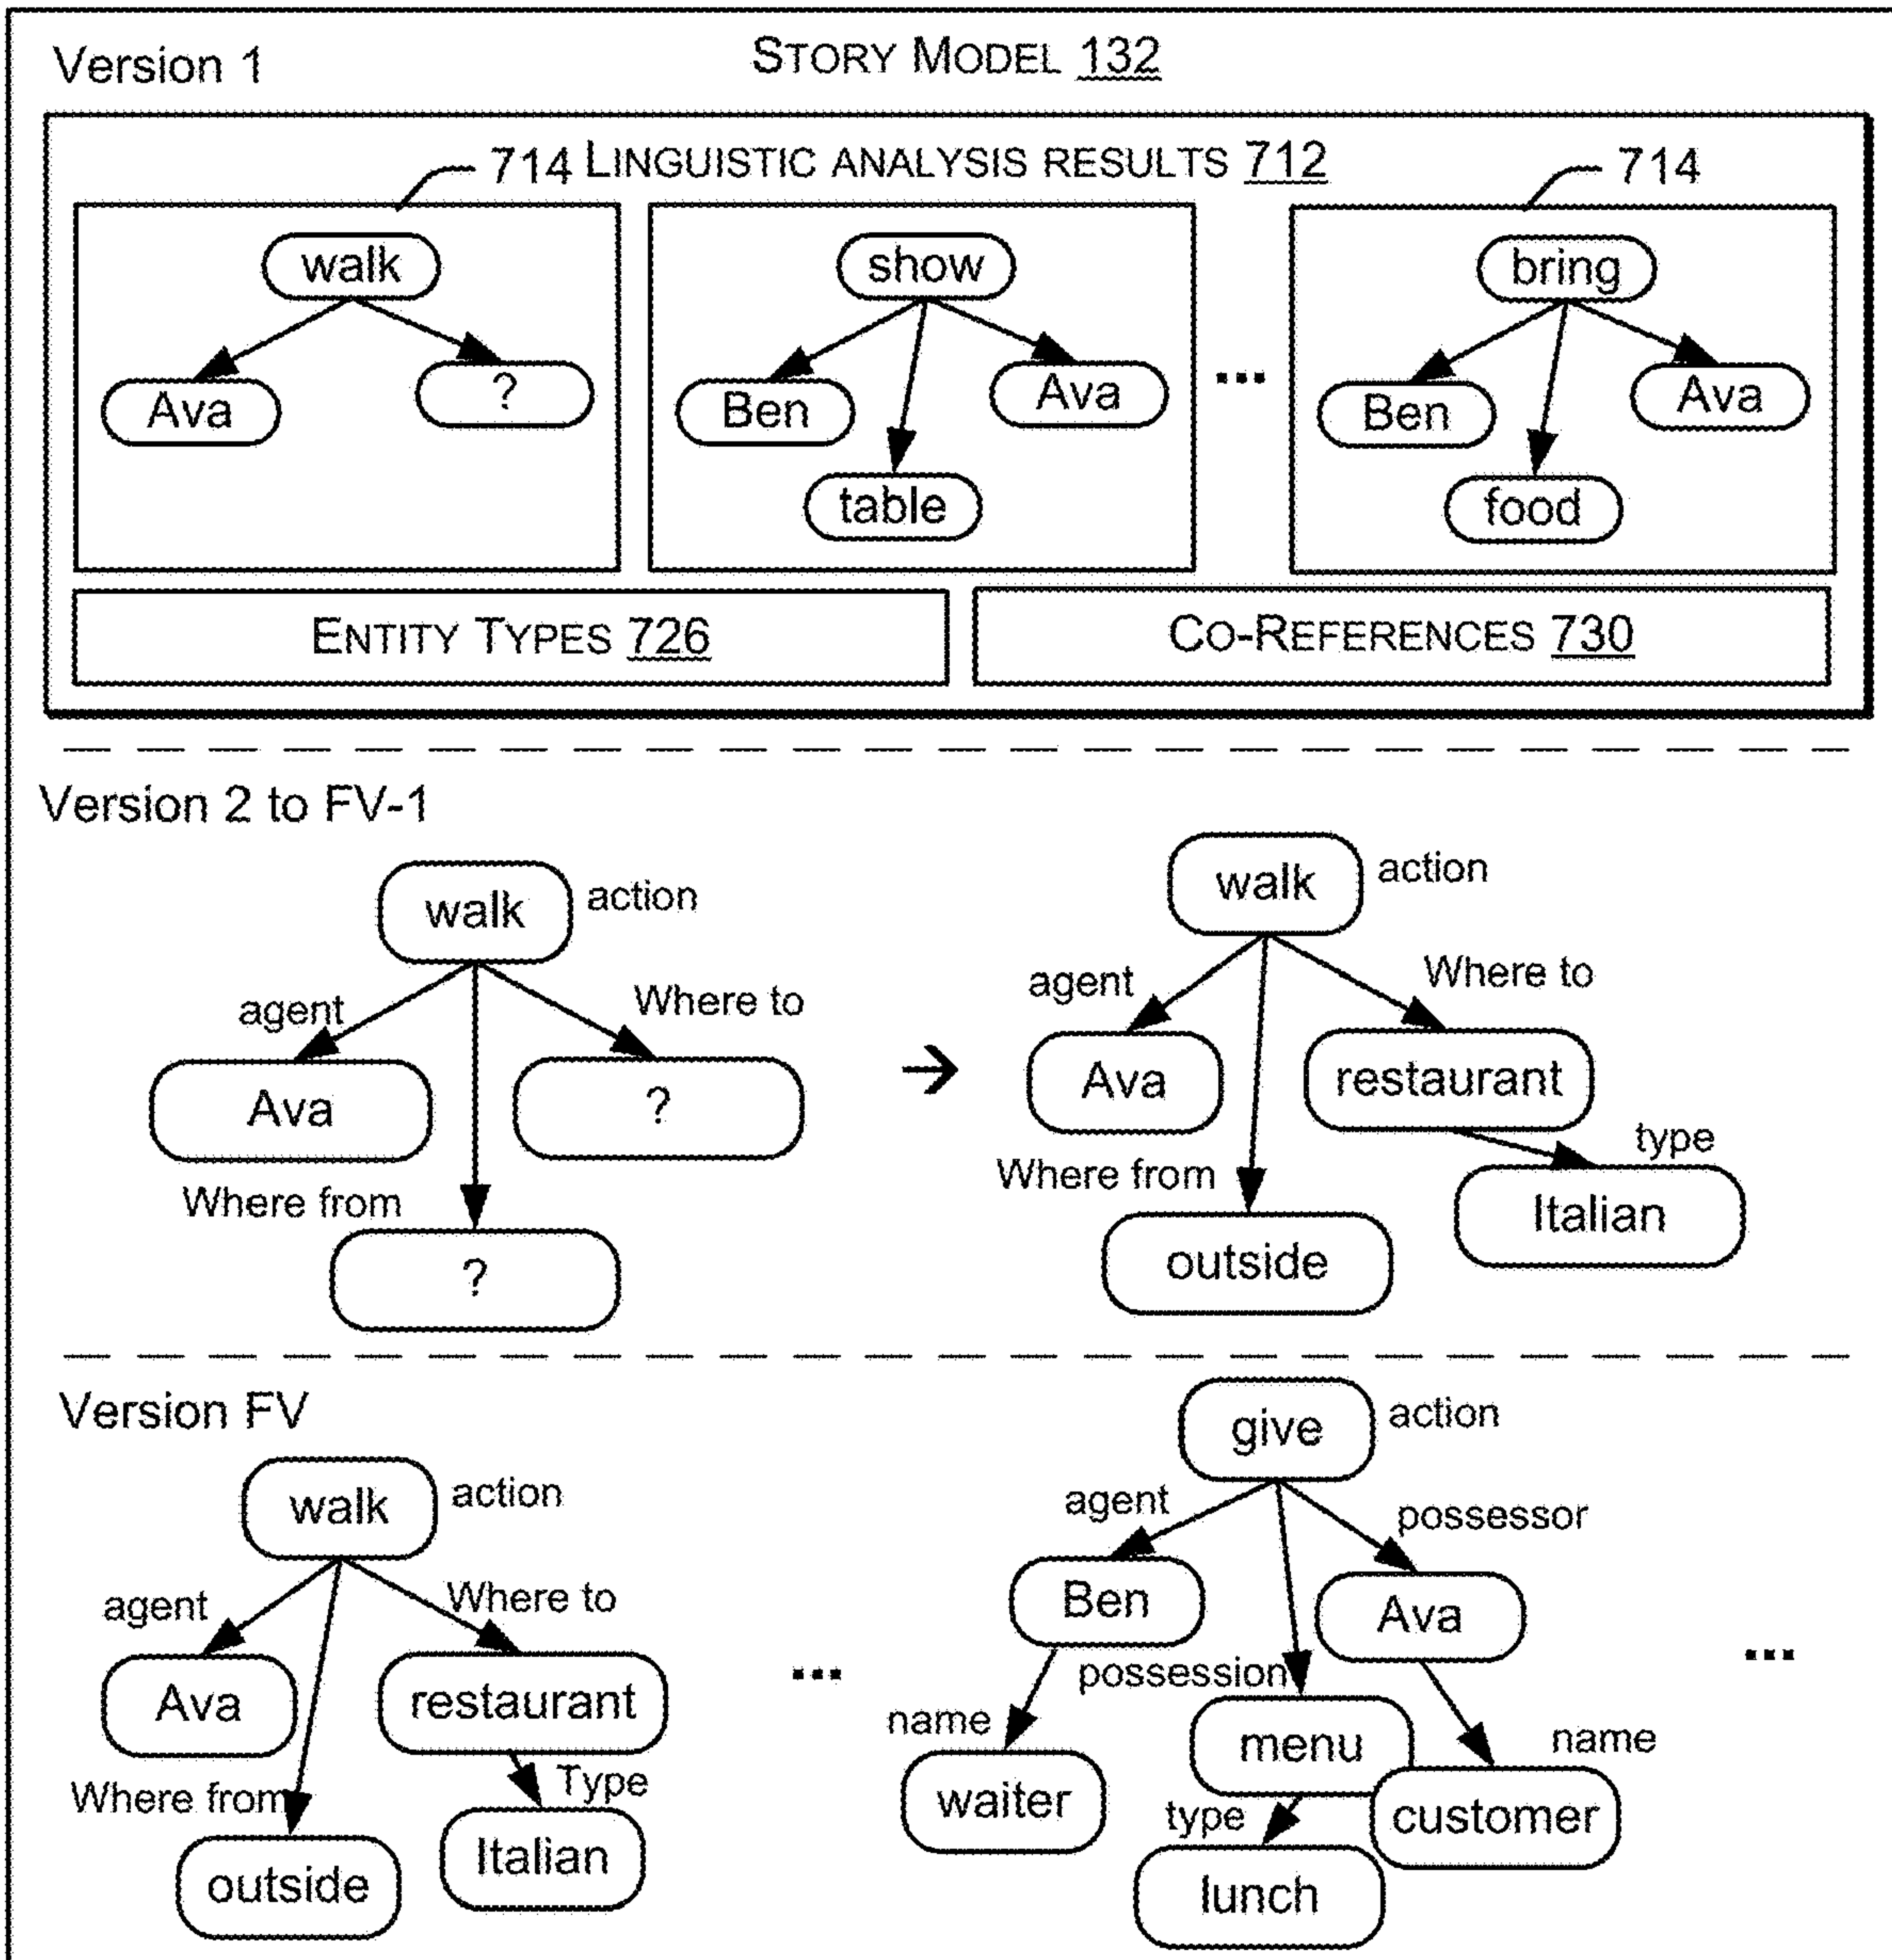 Version 1
STORY MODEL 132
714 LINGUISTIC ANALYSIS RESULTS 712
714
walk
show
bring
Ava
?
Ben
Ava
...
Ben
Ava
table
food
ENTITY TYPES 726
CO-REFERENCES 730
Version 2 to FV-1
walk
action
agent
Where to
Ava
?
Where from
?
→
walk
action
agent
Where to
Ava
restaurant
type
Where from
Italian
outside
Version FV
walk
action
agent
Where to
Ava
restaurant
Where from
Type
outside
Italian
...
give
action
agent
possessor
Ben
Ava
possession
name
menu
name
waiter
type
customer
lunch
...